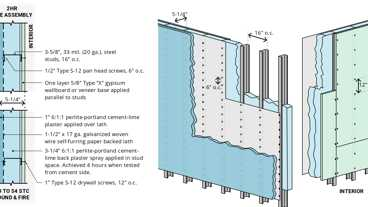 2HR
E ASSEMBLY
INTERIOR
3-5/8", 33 mil. (20 ga.), steel
studs, 16" o.c.
1/2" Type S-12 pan head screws, 6" o.c.
One layer 5/8" Type "X" gypsum
wallboard or veneer base applied
parallel to studs
5-1/4"
1" 6:1:1 perlite-portland cement-lime
plaster applied over lath
1-1/2" x 17 ga. galvanized woven
wire self-furring paper backed lath
3-1/4" 6:1:1 perlite-portland cement-
lime back plaster spray applied in stud
space. Achieved 4 hours when tested
from cement side.
1" Type S-12 drywall screws, 12" o.c.
O 54 STC
OUND & FIRE
5-1/4"
16" o.c.
6" o.c.
12"
INTERIOR